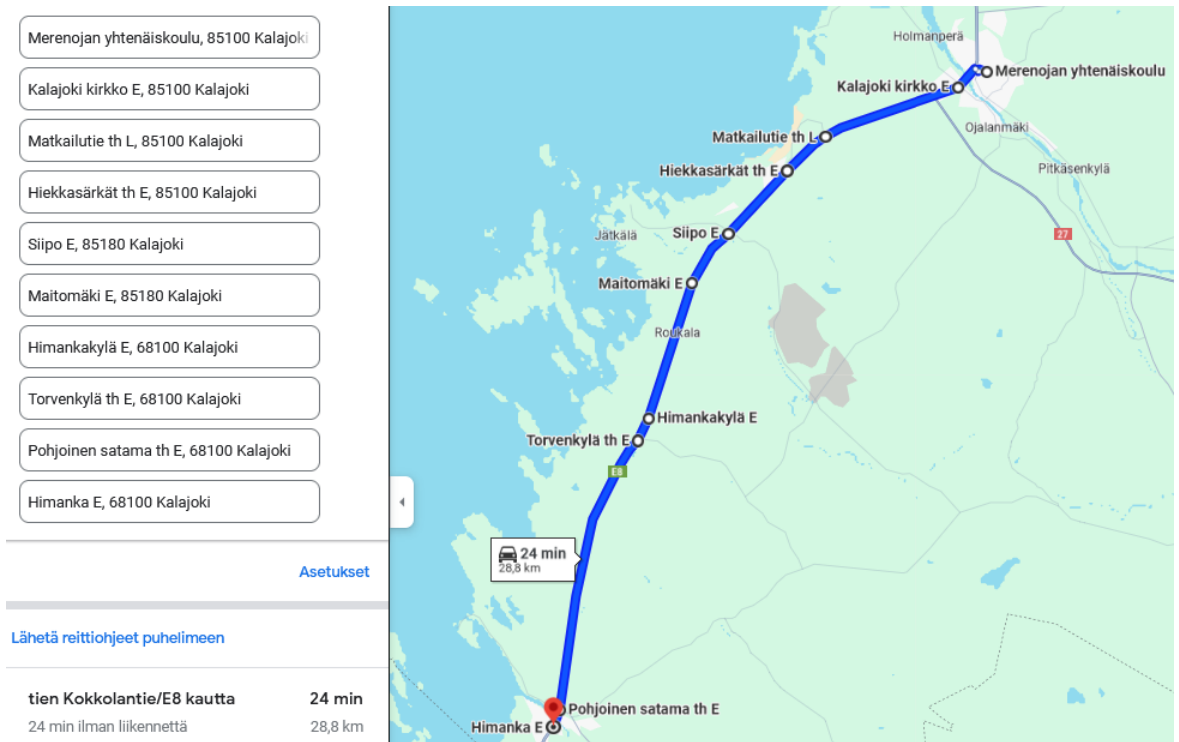 Merenojan yhtenäiskoulu, 85100 Kalajoki
Kalajoki kirkko E, 85100 Kalajoki
Matkailutie th L, 85100 Kalajoki
Hiekkasärkät th E, 85100 Kalajoki
Siipo E, 85180 Kalajoki
Maitomäki E, 85180 Kalajoki
Himankakylä E, 68100 Kalajoki
Torvenkylä th E, 68100 Kalajoki
Pohjoinen satama th E, 68100 Kalajoki
Himanka E, 68100 Kalajoki
Asetukset
Lähetä reittiohjeet puhelimeen
tien Kokkolantie/E8 kautta 24 min
24 min ilman liikennettä 28,8 km
Holmanperä
Merenojan yhtenäiskoulu
Kalajoki kirkko E
Ojalanmäki
Matkailutie th L
Hiekkasärkät th E
Pitkäsenkylä
Siipo E
Jätkälä
27
Maitomäki E
Roukala
Himankakylä E
Torvenkylä th E
E8
24 min
28,8 km
Pohjoinen satama th E
Himanka E